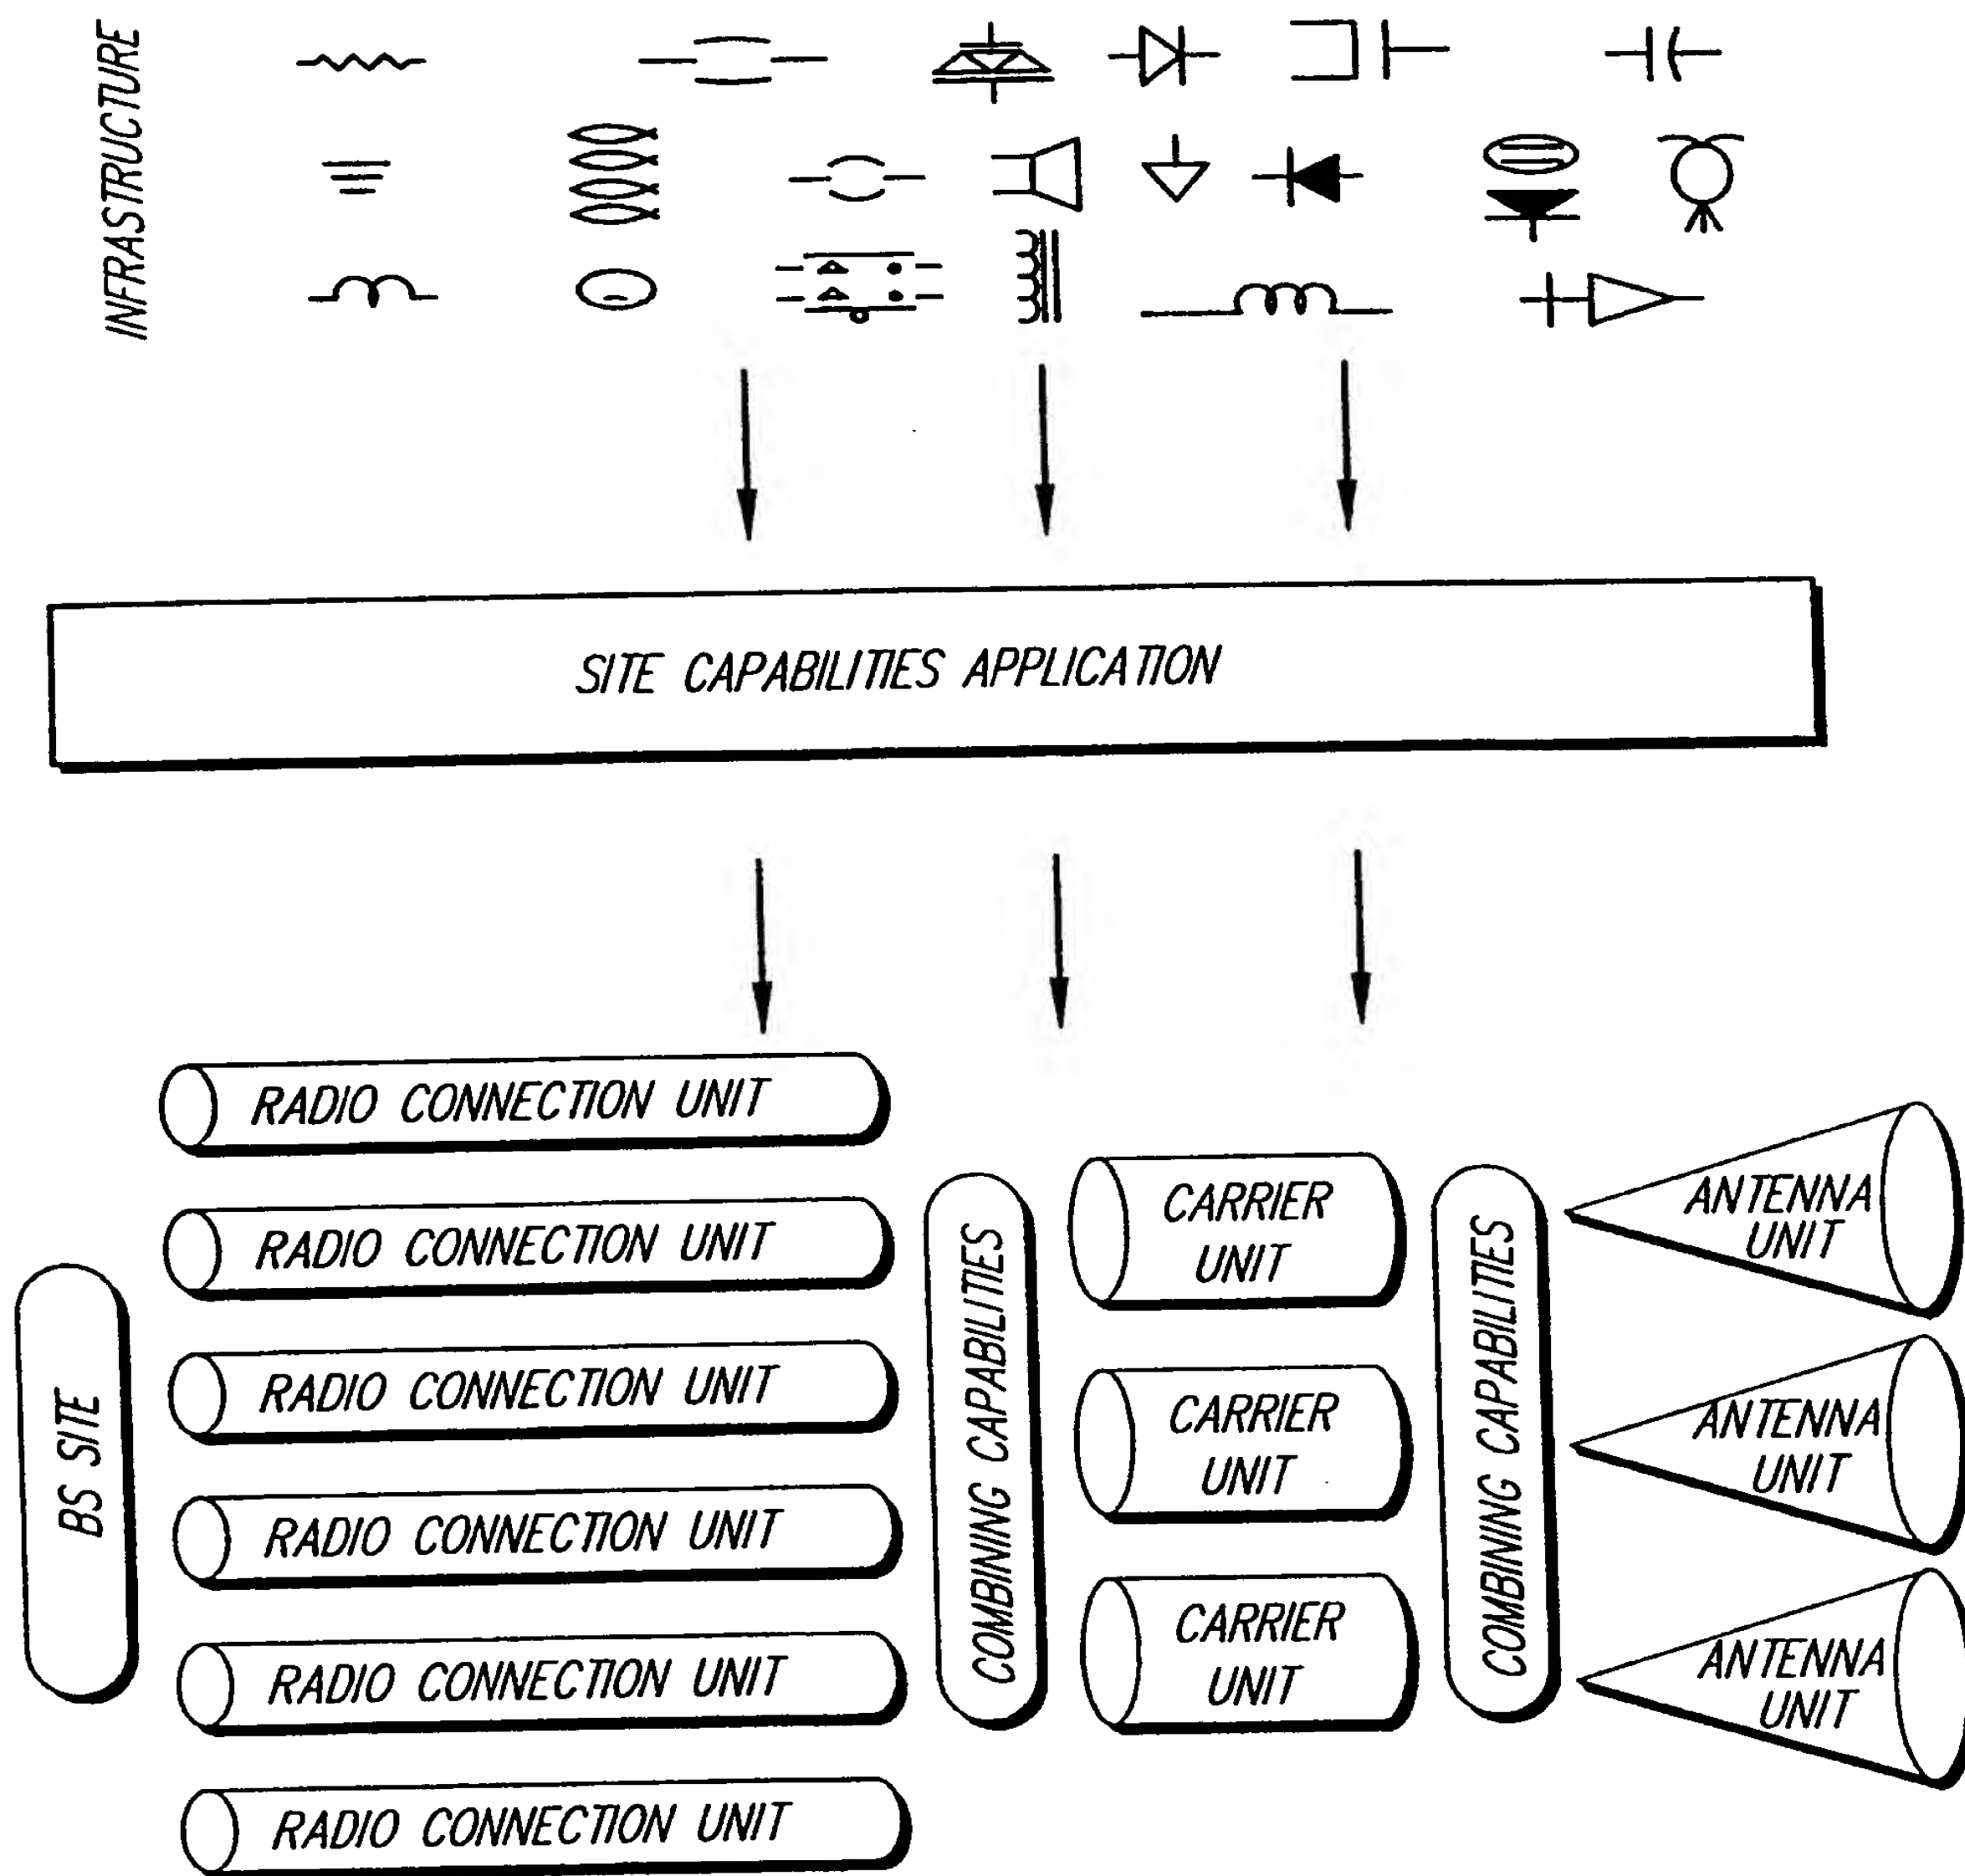 INFRASTRUCTURE
SITE CAPABILITIES APPLICATION
BS SITE
RADIO CONNECTION UNIT
RADIO CONNECTION UNIT
RADIO CONNECTION UNIT
RADIO CONNECTION UNIT
RADIO CONNECTION UNIT
RADIO CONNECTION UNIT
COMBINING CAPABILITIES
CARRIER
UNIT
CARRIER
UNIT
CARRIER
UNIT
COMBINING CAPABILITIES
ANTENNA
UNIT
ANTENNA
UNIT
ANTENNA
UNIT